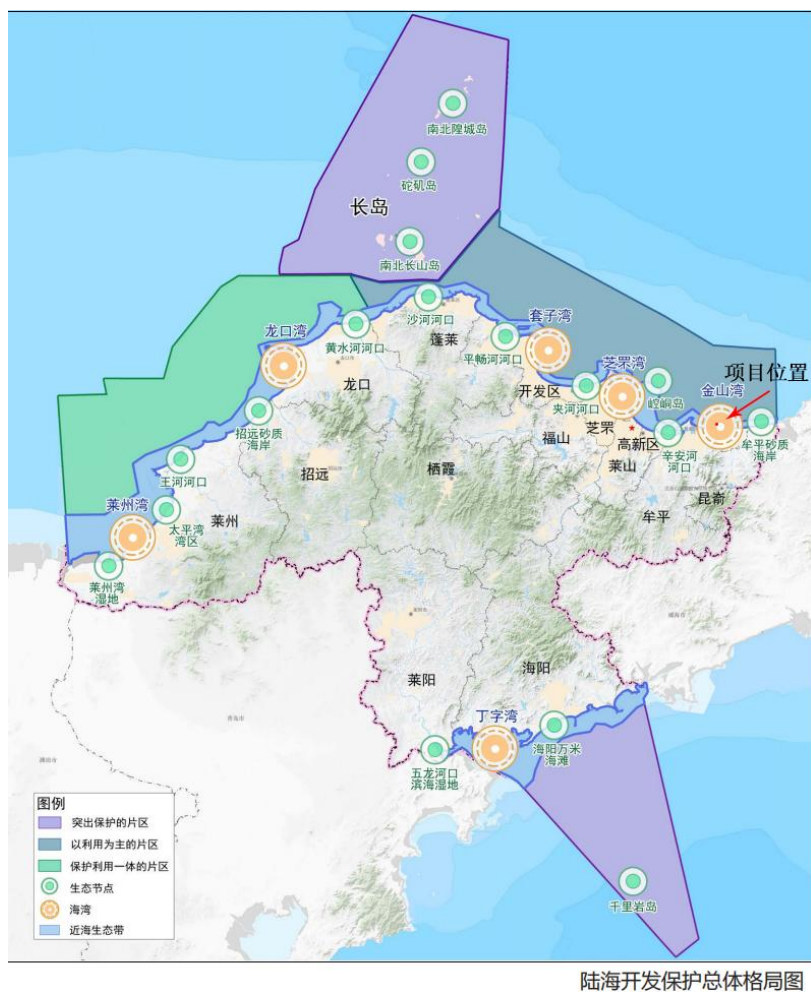 南北隍城岛
砣矶岛
长岛
南北长山岛
沙河河口
套子湾
龙口湾
黄水河河口
蓬莱
平畅河河口
芝罘湾
项目位置
龙口
开发区
夹河河口
崆峒岛
金山湾
招远砂质
海岸
福山
芝罘
高新区
辛安河
河口
牟平砂质
海岸
王河河口
招远
栖霞
莱山
昆嵛
莱州湾
太平湾
湾区
莱州
牟平
莱州湾
湿地
莱阳
海阳
丁字湾
五龙河口
滨海湿地
海阳万米
海滩
千里岩岛
图例
突出保护的片区
以利用为主的片区
保护利用一体的片区
生态节点
海湾
近海生态带
陆海开发保护总体格局图